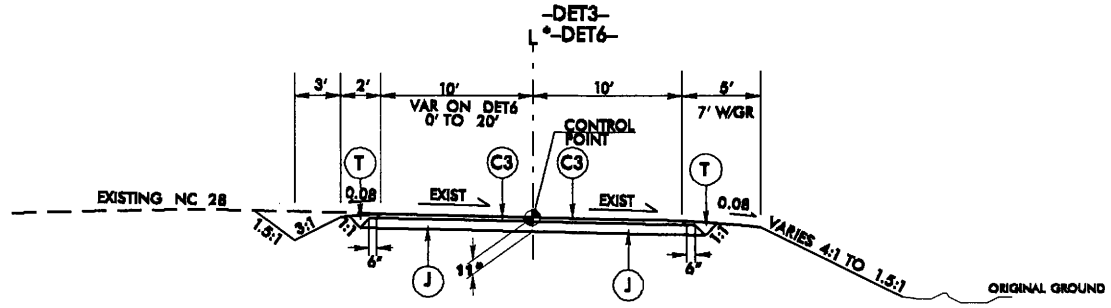 -DET3-
L *-DET6-
3'
2'
10'
10'
5'
VAR ON DET6
0' TO 20'
7' W/GR
CONTROL
POINT
T
C3
C3
T
EXISTING NC 28
0.08
EXIST
EXIST
0.08
1.5:1
3:1
1:1
1:1
VARIES 4:1 TO 1.5:1
6"
J
11"
J
6"
ORIGINAL GROUND